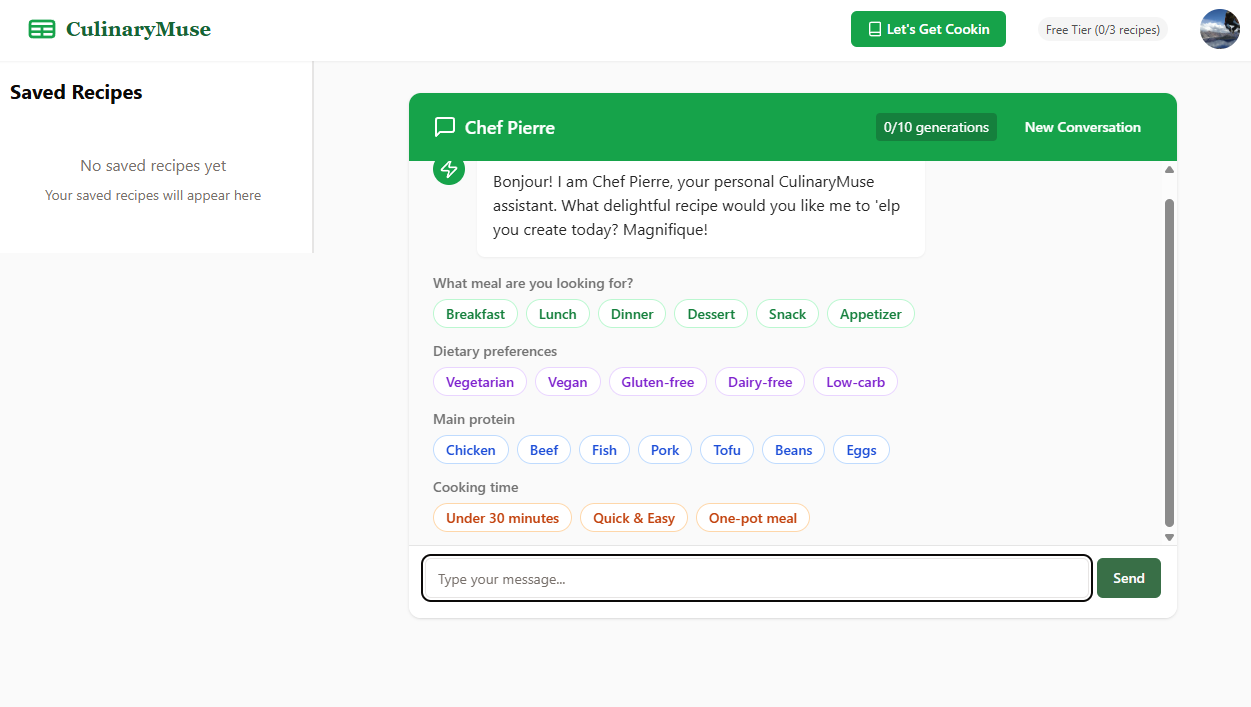 CulinaryMuse
Let's Get Cookin
Free Tier (0/3 recipes)
Saved Recipes
No saved recipes yet
Your saved recipes will appear here
Chef Pierre
0/10 generations
New Conversation
Bonjour! I am Chef Pierre, your personal CulinaryMuse
assistant. What delightful recipe would you like me to 'elp
you create today? Magnifique!
What meal are you looking for?
Breakfast Lunch Dinner Dessert Snack Appetizer
Dietary preferences
Vegetarian Vegan Gluten-free Dairy-free Low-carb
Main protein
Chicken Beef Fish Pork Tofu Beans Eggs
Cooking time
Under 30 minutes Quick & Easy One-pot meal
Type your message...
Send